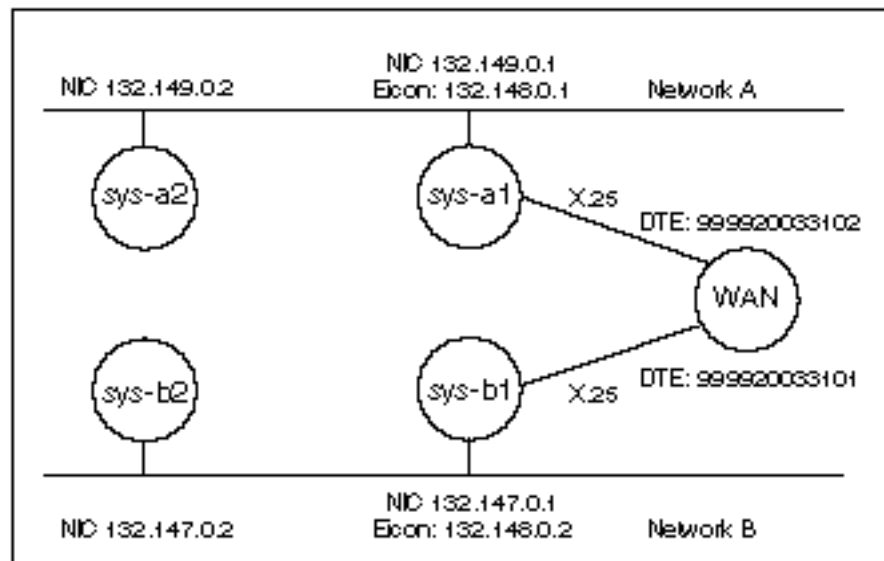 NIC 132.149.0.2
NIC 132.149.0.1
Eicon: 132.148.0.1
Network A
sys-a2
sys-a1
X.25
DTE: 999920033102
WAN
sys-b2
sys-b1
X.25
DTE: 999920033101
NIC 132.147.0.2
NIC 132.147.0.1
Eicon: 132.148.0.2
Network B